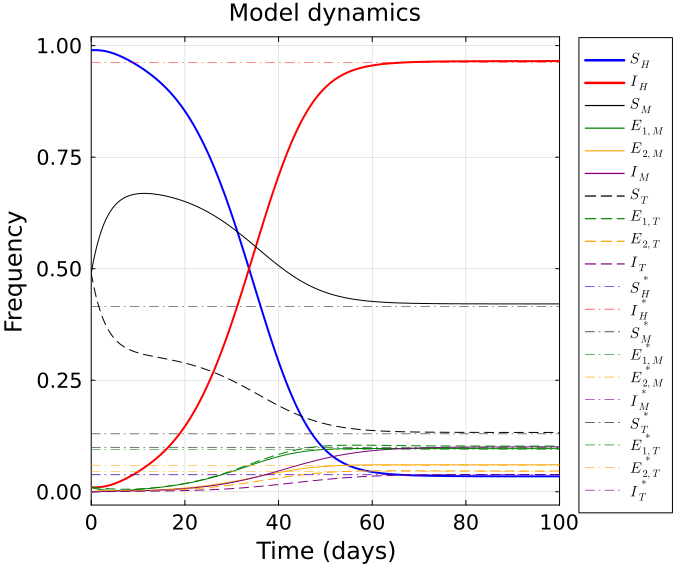 Model dynamics
1.00
0.75
0.50
0.25
0.00
Frequency
0
20
40
60
80
100
Time (days)
S_H
I_H
S_M
E_{1,M}
E_{2,M}
I_M
S_T
E_{1,T}
E_{2,T}
I_T
S_H^*
I_H^*
S_M^*
E_{1,M}^*
E_{2,M}^*
I_M^*
S_T^*
E_{1,T}^*
E_{2,T}^*
I_T^*